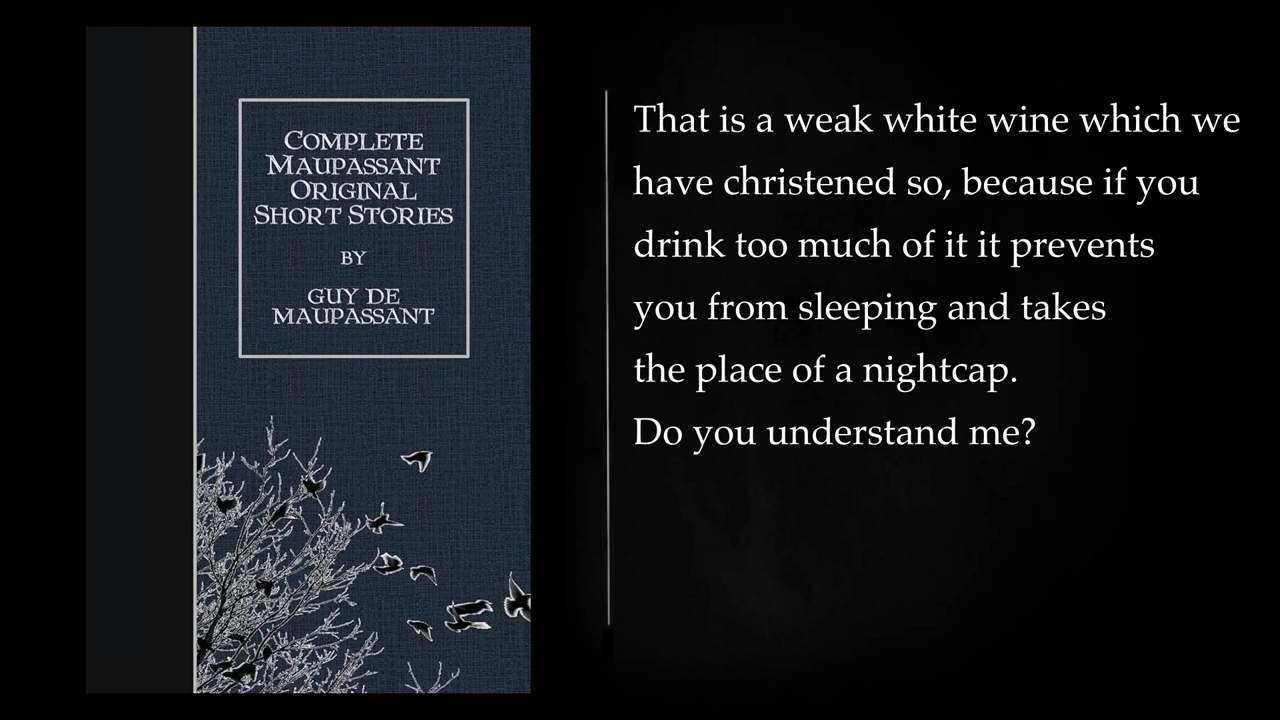 COMPLETE
MAUPASSANT
ORIGINAL
SHORT STORIES
BY
GUY DE
MAUPASSANT
That is a weak white wine which we
have christened so, because if you
drink too much of it it prevents
you from sleeping and takes
the place of a nightcap.
Do you understand me?